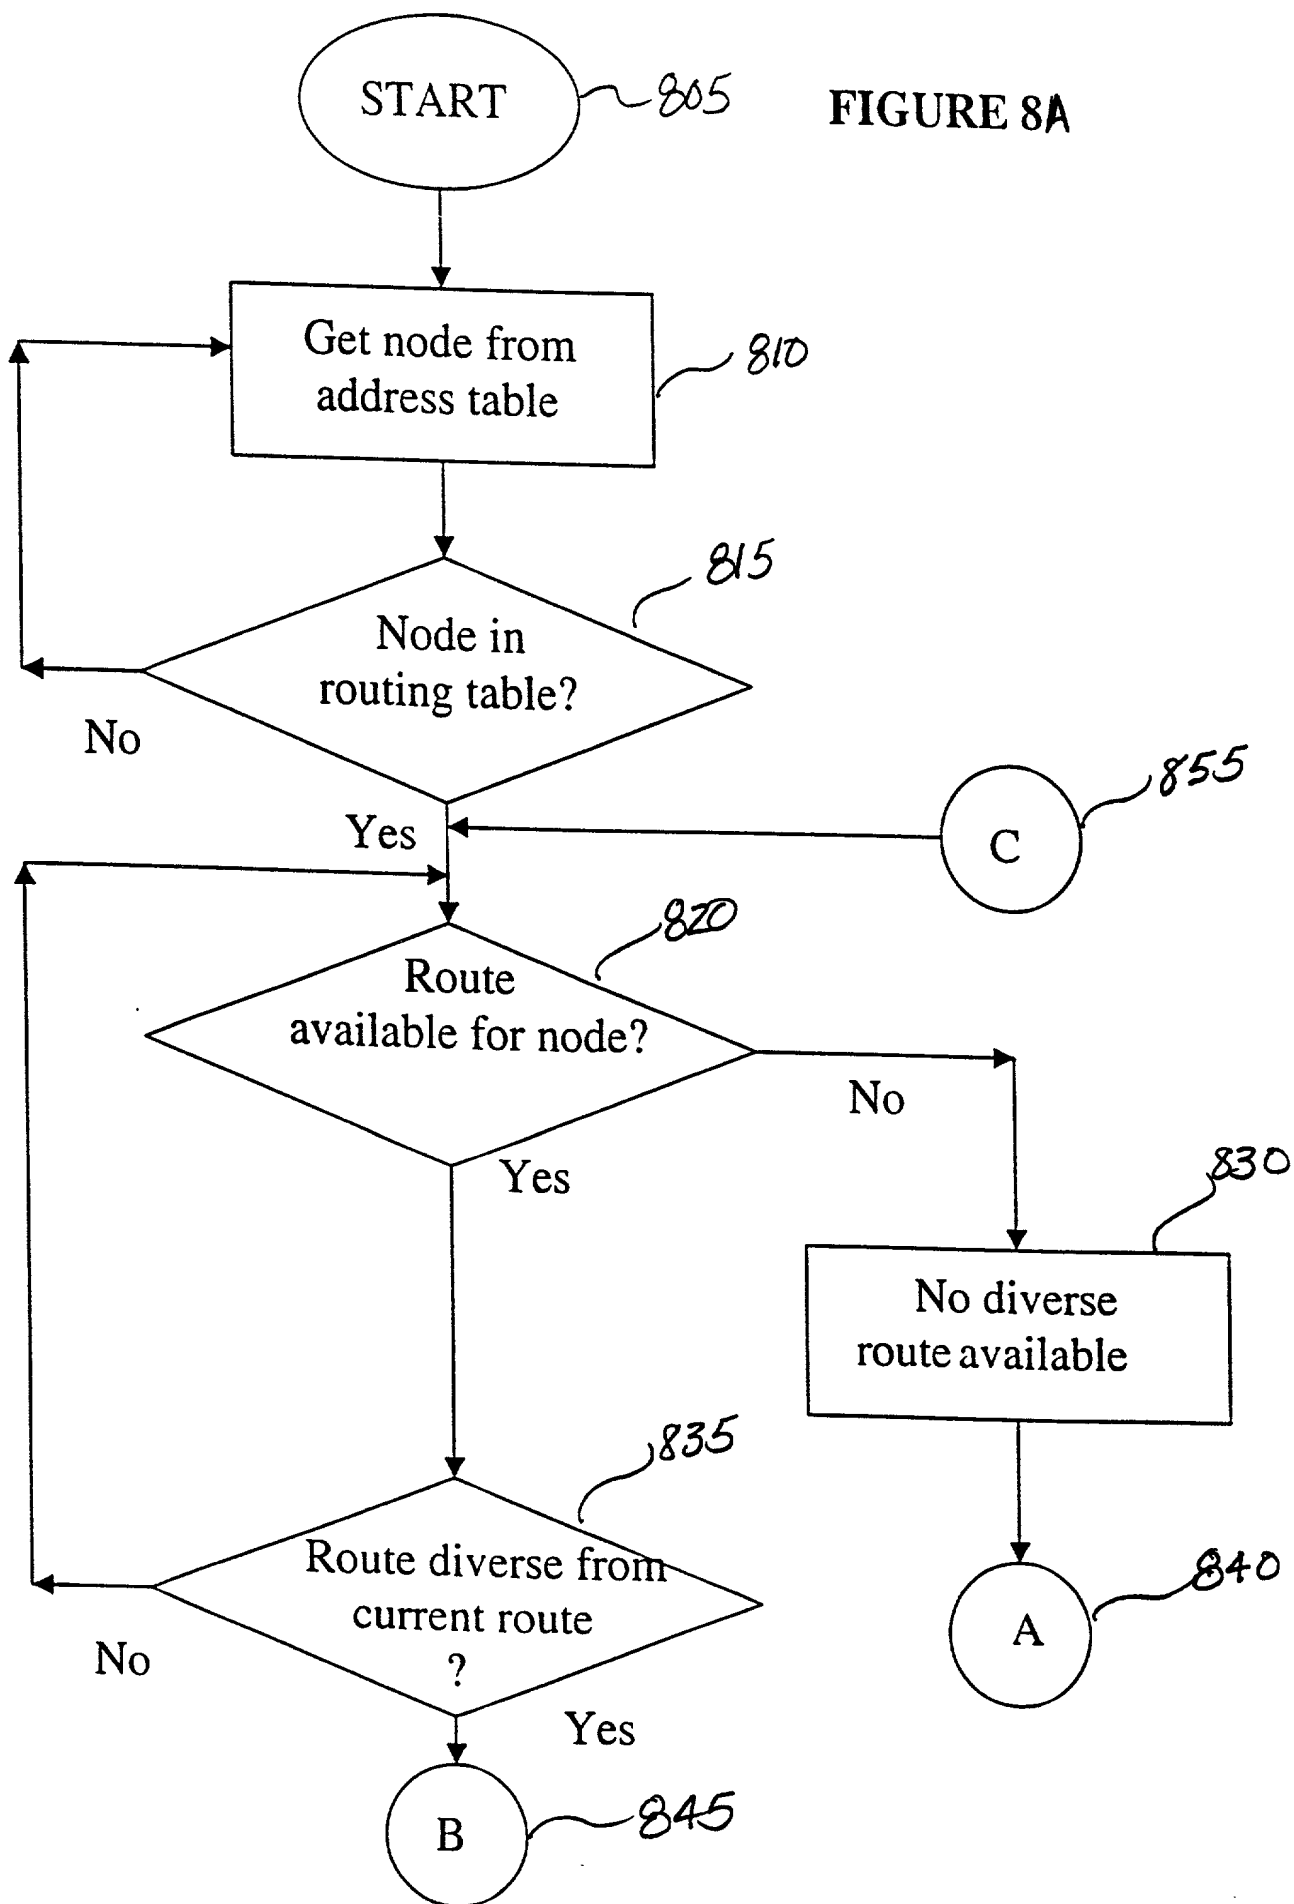 START
805
FIGURE 8A
Get node from
address table
810
815
Node in
routing table?
No
Yes
855
C
820
Route
available for node?
No
Yes
830
No diverse
route available
835
Route diverse from
current route
?
840
A
No
Yes
B
845